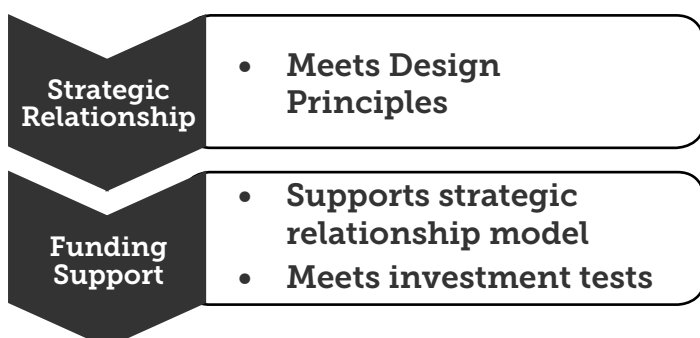 Strategic
Relationship
• Meets Design
Principles
Funding
Support
• Supports strategic
relationship model
• Meets investment tests